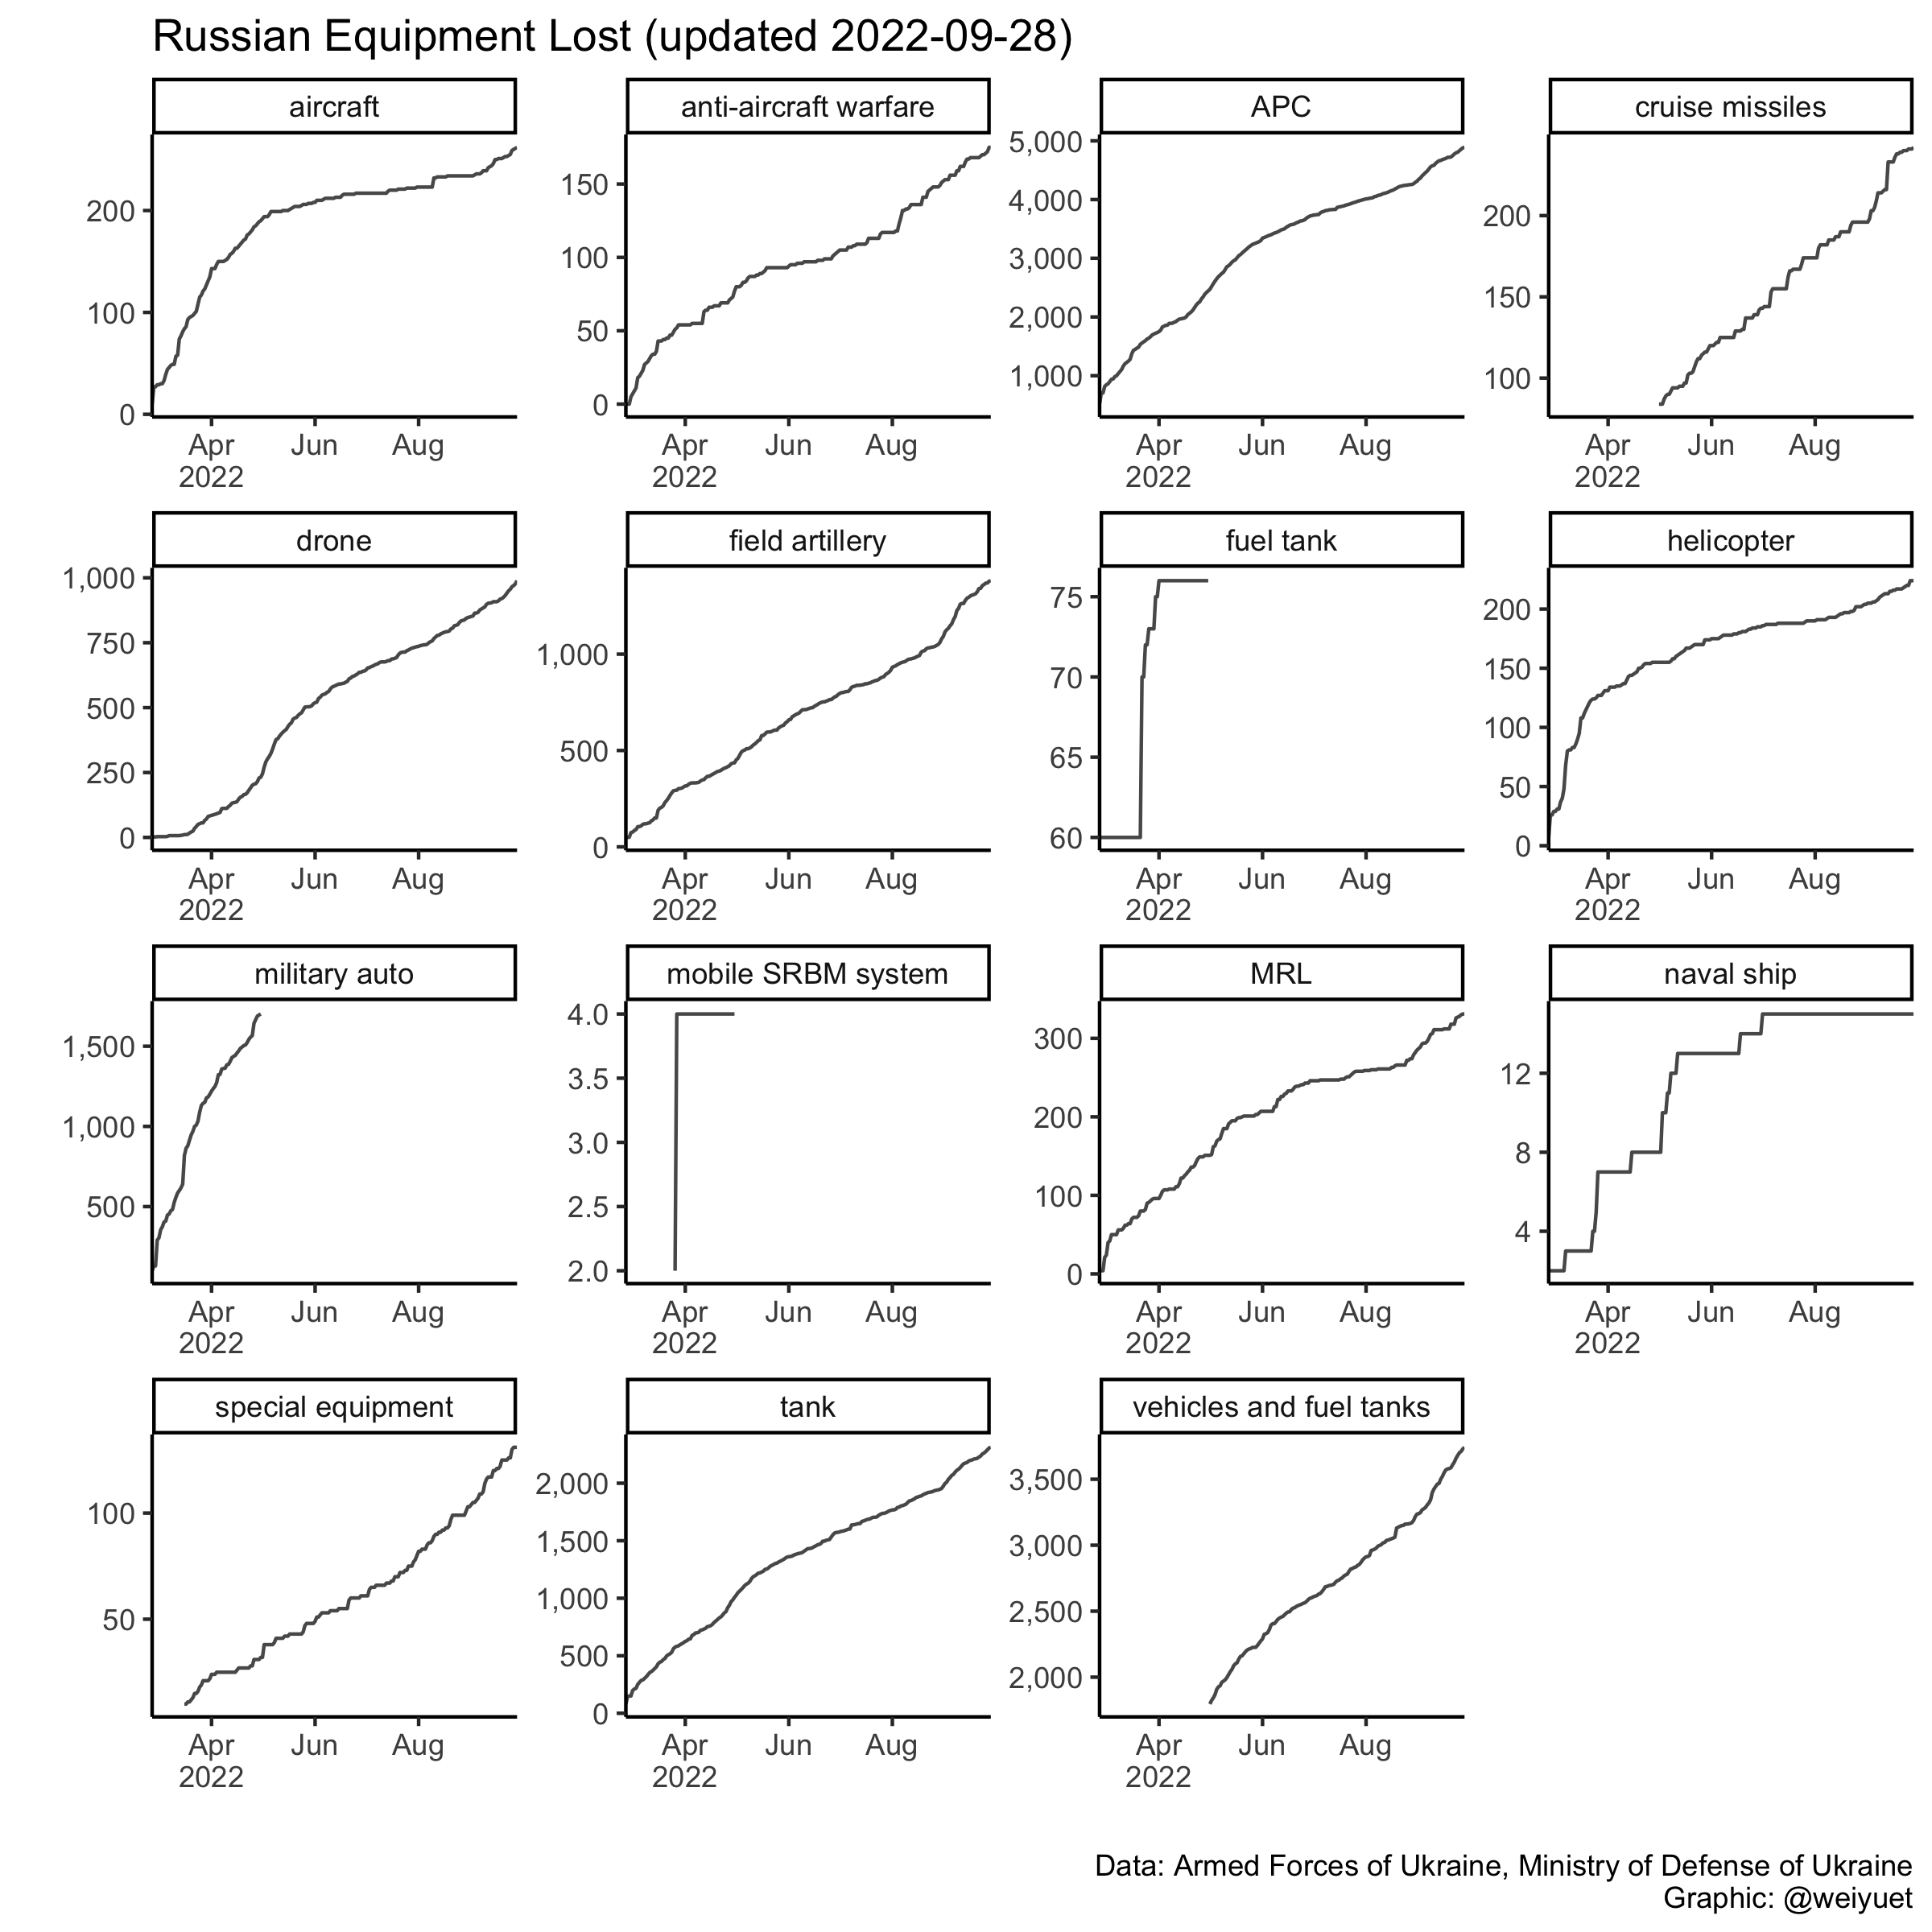 Russian Equipment Lost (updated 2022-09-28)
aircraft
anti-aircraft warfare
APC
cruise missiles
200
100
0
Apr
2022
Jun
Aug
150
100
50
0
Apr
2022
Jun
Aug
5,000
4,000
3,000
2,000
1,000
Apr
2022
Jun
Aug
200
150
100
Apr
2022
Jun
Aug
drone
field artillery
fuel tank
helicopter
1,000
750
500
250
0
Apr
2022
Jun
Aug
1,000
500
0
Apr
2022
Jun
Aug
75
70
65
60
Apr
2022
Jun
Aug
200
150
100
50
0
Apr
2022
Jun
Aug
military auto
mobile SRBM system
MRL
naval ship
1,500
1,000
500
Apr
2022
Jun
Aug
4.0
3.5
3.0
2.5
2.0
Apr
2022
Jun
Aug
300
200
100
0
Apr
2022
Jun
Aug
12
8
4
Apr
2022
Jun
Aug
special equipment
tank
vehicles and fuel tanks
100
50
Apr
2022
Jun
Aug
2,000
1,500
1,000
500
0
Apr
2022
Jun
Aug
3,500
3,000
2,500
2,000
Apr
2022
Jun
Aug
Data: Armed Forces of Ukraine, Ministry of Defense of Ukraine
Graphic: @weiyuet